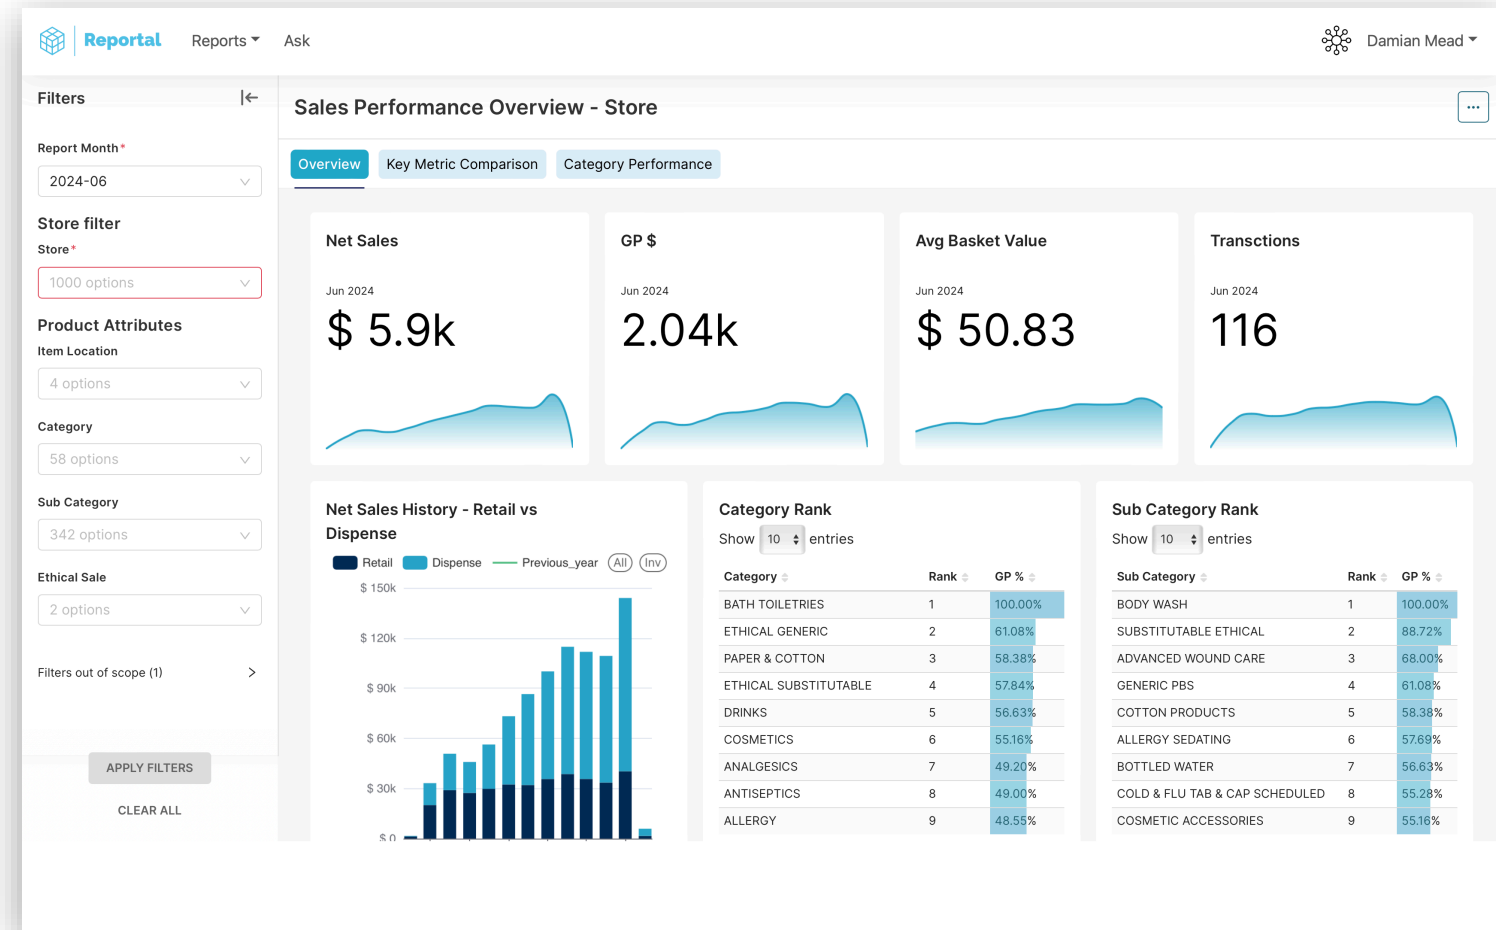 Reportal
Reports
Ask
Damian Mead
Filters
Report Month*
2024-06
Store filter
Store*
1000 options
Product Attributes
Item Location
4 options
Category
58 options
Sub Category
342 options
Ethical Sale
2 options
Filters out of scope (1)
APPLY FILTERS
CLEAR ALL
Sales Performance Overview - Store
...
Overview
Key Metric Comparison
Category Performance
Net Sales
Jun 2024
$ 5.9k
GP $
Jun 2024
2.04k
Avg Basket Value
Jun 2024
$ 50.83
Transctions
Jun 2024
116
Net Sales History - Retail vs
Dispense
Retail Dispense Previous_year All Inv
$ 150k
$ 120k
$ 90k
$ 60k
$ 30k
$ 0
Category Rank
Show 10 entries
Category Rank GP %
BATH TOILETRIES 1 100.00%
ETHICAL GENERIC 2 61.08%
PAPER & COTTON 3 58.38%
ETHICAL SUBSTITUTABLE 4 57.84%
DRINKS 5 56.63%
COSMETICS 6 55.16%
ANALGESICS 7 49.20%
ANTISEPTICS 8 49.00%
ALLERGY 9 48.55%
Sub Category Rank
Show 10 entries
Sub Category Rank GP %
BODY WASH 1 100.00%
SUBSTITUTABLE ETHICAL 2 88.72%
ADVANCED WOUND CARE 3 68.00%
GENERIC PBS 4 61.08%
COTTON PRODUCTS 5 58.38%
ALLERGY SEDATING 6 57.69%
BOTTLED WATER 7 56.63%
COLD & FLU TAB & CAP SCHEDULED 8 55.28%
COSMETIC ACCESSORIES 9 55.16%